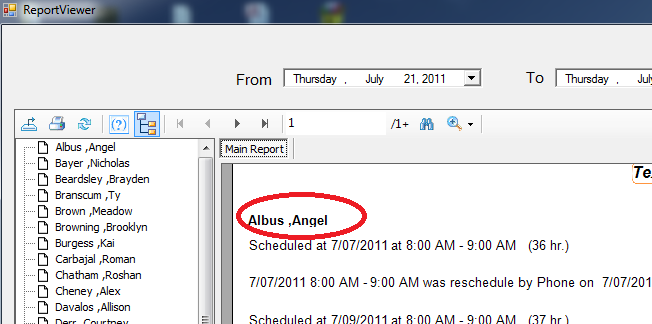 ReportViewer
From Thursday , July 21, 2011 To Thursday , July
(?) 1 /1+
Albus ,Angel
Bayer ,Nicholas
Beardsley ,Brayden
Branscum ,Ty
Brown ,Meadow
Browning ,Brooklyn
Burgess ,Kai
Carbajal ,Roman
Chatham ,Roshan
Cheney ,Alex
Davalos ,Allison
Derr ,Courtney
Main Report
Te
Albus ,Angel
Scheduled at 7/07/2011 at 8:00 AM - 9:00 AM (36 hr.)
7/07/2011 8:00 AM - 9:00 AM was reschedule by Phone on 7/07/201
Scheduled at 7/09/2011 at 8:00 AM - 9:00 AM (37 hr.)